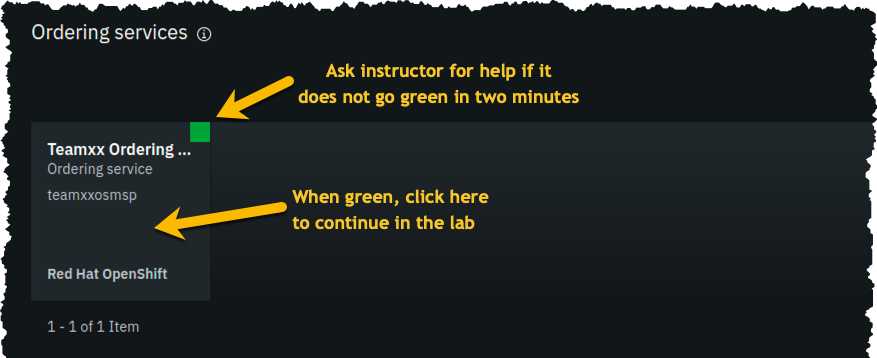 Ordering services
Ask instructor for help if it
does not go green in two minutes
Teamxx Ordering ...
Ordering service
teamxxosmsp
When green, click here
to continue in the lab
Red Hat OpenShift
1 - 1 of 1 Item